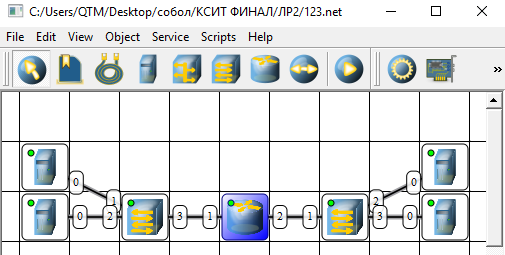 C:/Users/QTM/Desktop/собол/КСИТ ФИНАЛ/ЛР2/123.net
File Edit Object Service Scripts Help
»
0 1 2 0
0 2 3 1 2 1 3 0